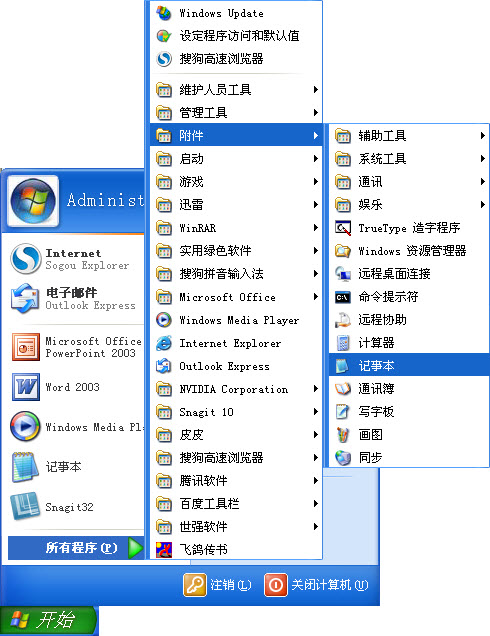 Windows Update
设定程序访问和默认值
搜狗高速浏览器
维护人员工具
管理工具
附件
启动
游戏
迅雷
WinRAR
实用绿色软件
搜狗拼音输入法
Microsoft Office
Windows Media Player
Internet Explorer
Outlook Express
NVIDIA Corporation
Snagit 10
皮皮
搜狗高速浏览器
腾讯软件
百度工具栏
世强软件
飞鸽传书
辅助工具
系统工具
通讯
娱乐
TrueType 造字程序
Windows 资源管理器
远程桌面连接
命令提示符
远程协助
计算器
记事本
通讯簿
写字板
画图
同步
Administ
Internet
Sogou Explorer
电子邮件
Outlook Express
Microsoft Office
PowerPoint 2003
Word 2003
Windows Media Pl
记事本
Snagit32
所有程序(P)
注销(L)
关闭计算机(U)
开始